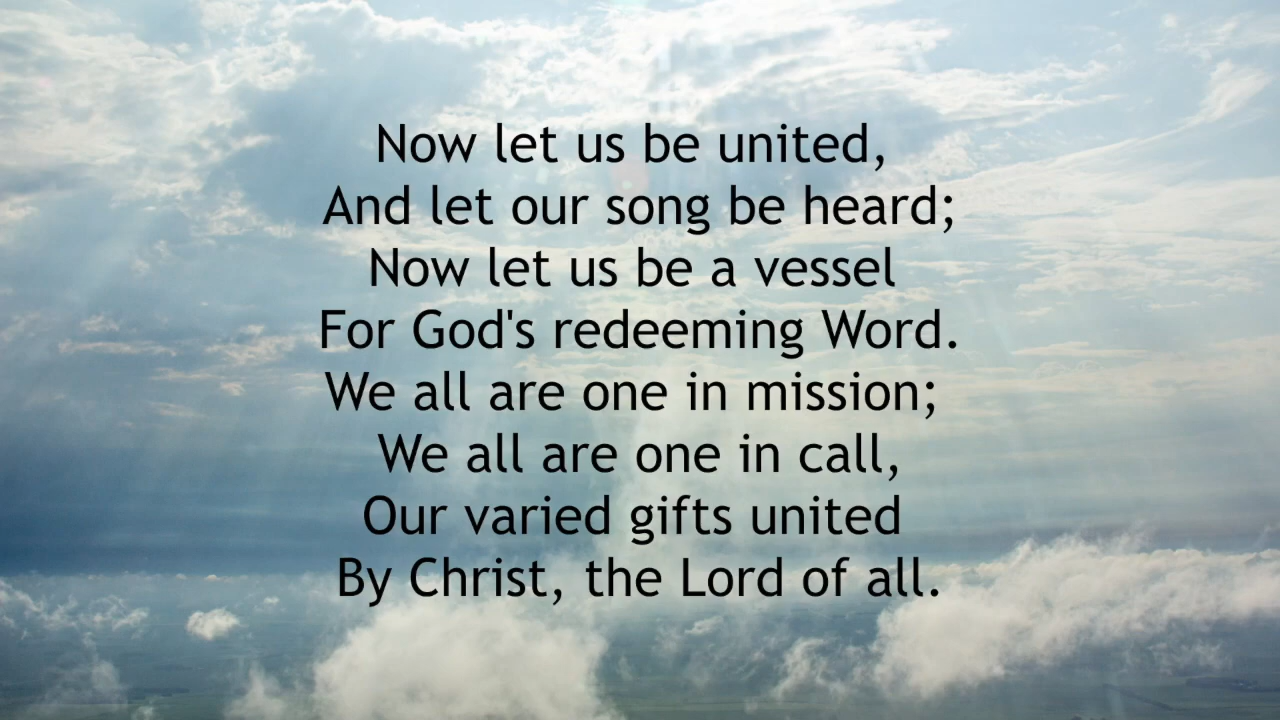 Now let us be united,
And let our song be heard;
Now let us be a vessel
For God's redeeming Word.
We all are one in mission;
We all are one in call,
Our varied gifts united
By Christ, the Lord of all.